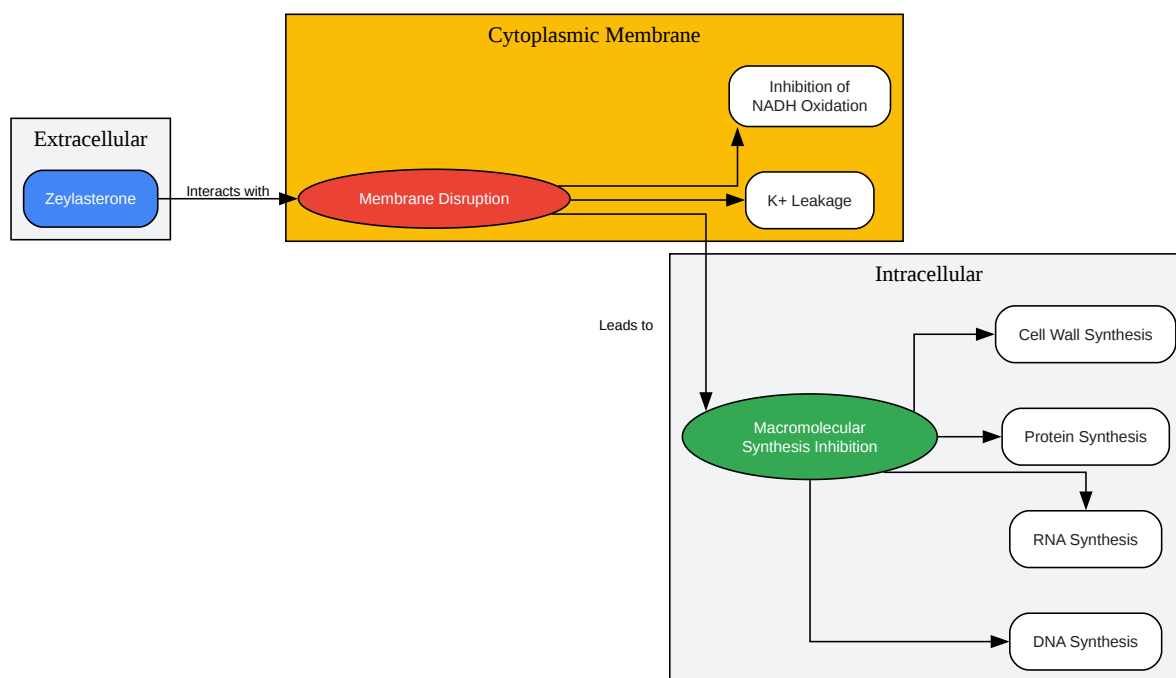 Cytoplasmic Membrane
Extracellular
Zeylasterone
Interacts with
Membrane Disruption
Inhibition of
NADH Oxidation
K+ Leakage
Intracellular
Leads to
Macromolecular
Synthesis Inhibition
Cell Wall Synthesis
Protein Synthesis
RNA Synthesis
DNA Synthesis